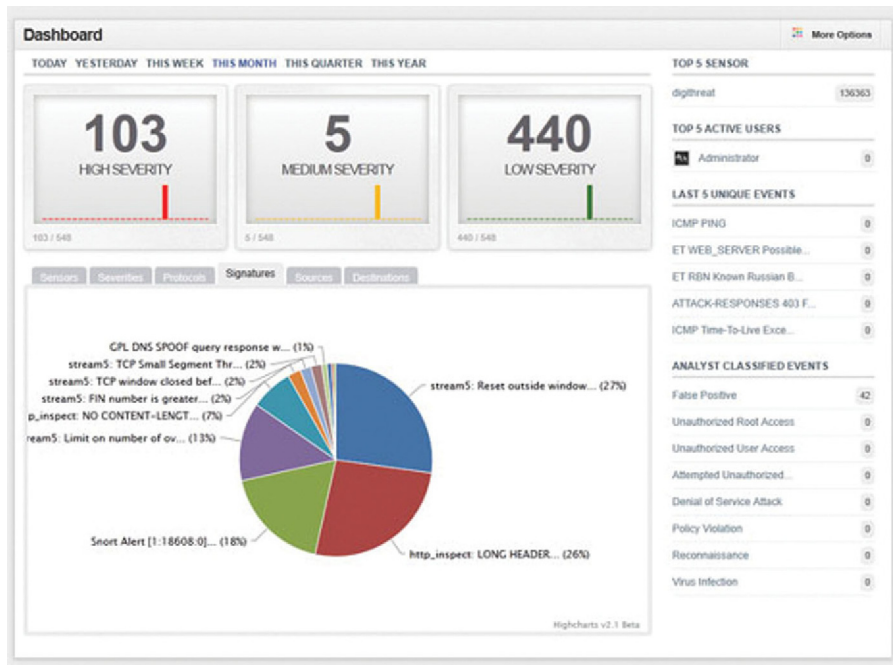 Dashboard
More Options
TODAY YESTERDAY THIS WEEK THIS MONTH THIS QUARTER THIS YEAR
103
HIGH SEVERITY
103 / 548
5
MEDIUM SEVERITY
5 / 548
440
LOW SEVERITY
440 / 548
Sensors Severities Protocols Signatures Sources Destinations
GPL DNS SPOOF query response w... (1%)
stream5: TCP Small Segment Thr... (2%)
stream5: TCP window closed bef... (2%)
stream5: FIN number is greater... (2%)
p_inspect: NO CONTENT-LENGT... (7%)
ream5: Limit on number of ov... (13%)
Snort Alert [1:18608:0]... (18%)
stream5: Reset outside window... (27%)
http_inspect: LONG HEADER... (26%)
Highcharts v2.1 Beta
TOP 5 SENSOR
digithreat 136363
TOP 5 ACTIVE USERS
Administrator 0
LAST 5 UNIQUE EVENTS
ICMP PING 0
ET WEB_SERVER Possible... 0
ET RBN Known Russian B... 0
ATTACK-RESPONSES 403 F... 0
ICMP Time-To-Live Exce... 0
ANALYST CLASSIFIED EVENTS
False Positive 42
Unauthorized Root Access 0
Unauthorized User Access 0
Attempted Unauthorized... 0
Denial of Service Attack 0
Policy Violation 0
Reconnaissance 0
Virus Infection 0